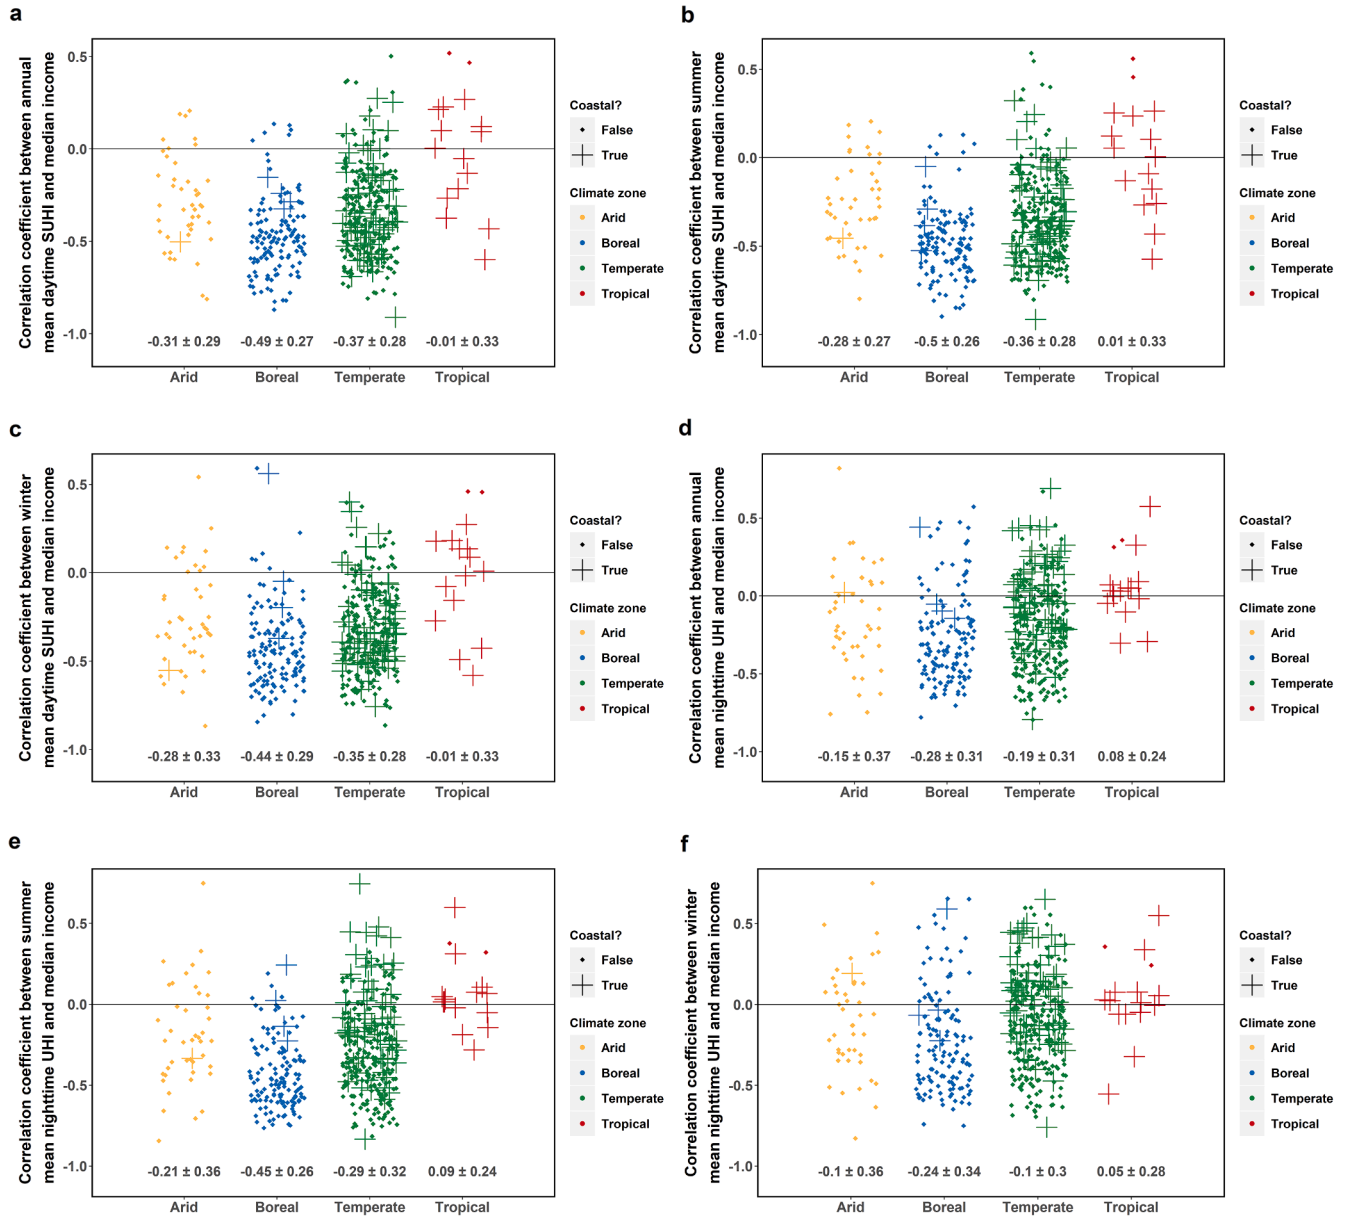 a
Correlation coefficient between annual
mean daytime SUHI and median income
0.5
0.0
-0.5
-1.0
-0.31 ± 0.29
-0.49 ± 0.27
-0.37 ± 0.28
-0.01 ± 0.33
Arid
Boreal
Temperate
Tropical
Coastal?
False
True
Climate zone
Arid
Boreal
Temperate
Tropical
b
Correlation coefficient between summer
mean daytime SUHI and median income
0.5
0.0
-0.5
-1.0
-0.28 ± 0.27
-0.5 ± 0.26
-0.36 ± 0.28
0.01 ± 0.33
Arid
Boreal
Temperate
Tropical
Coastal?
False
True
Climate zone
Arid
Boreal
Temperate
Tropical
c
Correlation coefficient between winter
mean daytime SUHI and median income
0.5
0.0
-0.5
-1.0
-0.28 ± 0.33
-0.44 ± 0.29
-0.35 ± 0.28
-0.01 ± 0.33
Arid
Boreal
Temperate
Tropical
Coastal?
False
True
Climate zone
Arid
Boreal
Temperate
Tropical
d
Correlation coefficient between annual
mean nighttime UHI and median income
0.5
0.0
-0.5
-1.0
-0.15 ± 0.37
-0.28 ± 0.31
-0.19 ± 0.31
0.08 ± 0.24
Arid
Boreal
Temperate
Tropical
Coastal?
False
True
Climate zone
Arid
Boreal
Temperate
Tropical
e
Correlation coefficient between summer
mean nighttime UHI and median income
0.5
0.0
-0.5
-1.0
-0.21 ± 0.36
-0.45 ± 0.26
-0.29 ± 0.32
0.09 ± 0.24
Arid
Boreal
Temperate
Tropical
Coastal?
False
True
Climate zone
Arid
Boreal
Temperate
Tropical
f
Correlation coefficient between winter
mean nighttime UHI and median income
0.5
0.0
-0.5
-1.0
-0.1 ± 0.36
-0.24 ± 0.34
-0.1 ± 0.3
0.05 ± 0.28
Arid
Boreal
Temperate
Tropical
Coastal?
False
True
Climate zone
Arid
Boreal
Temperate
Tropical